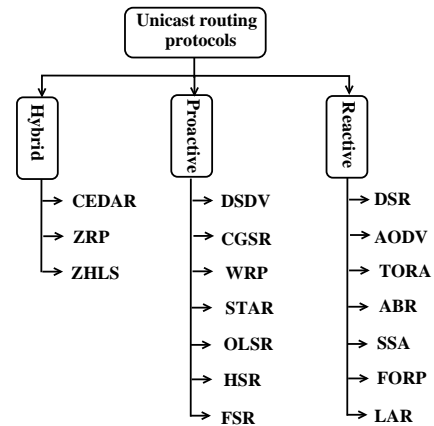 Unicast routing
protocols
Hybrid
CEDAR
ZRP
ZHLS
Proactive
DSDV
CGSR
WRP
STAR
OLSR
HSR
FSR
Reactive
DSR
AODV
TORA
ABR
SSA
FORP
LAR